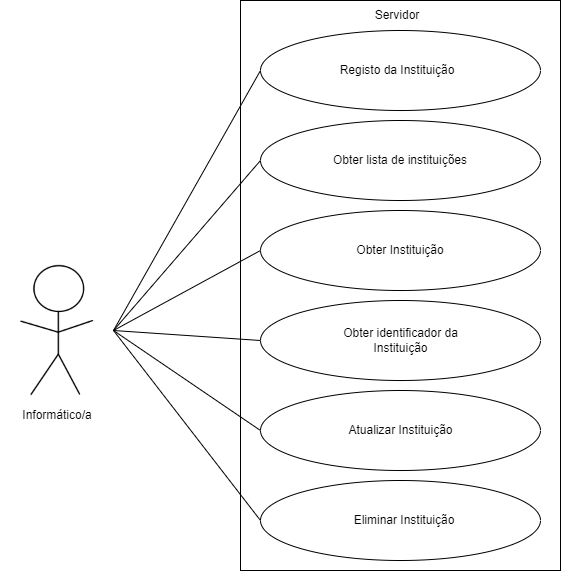 Servidor
Registo da Instituição
Obter lista de instituições
Obter Instituição
Obter identificador da
Instituição
Informático/a
Atualizar Instituição
Eliminar Instituição